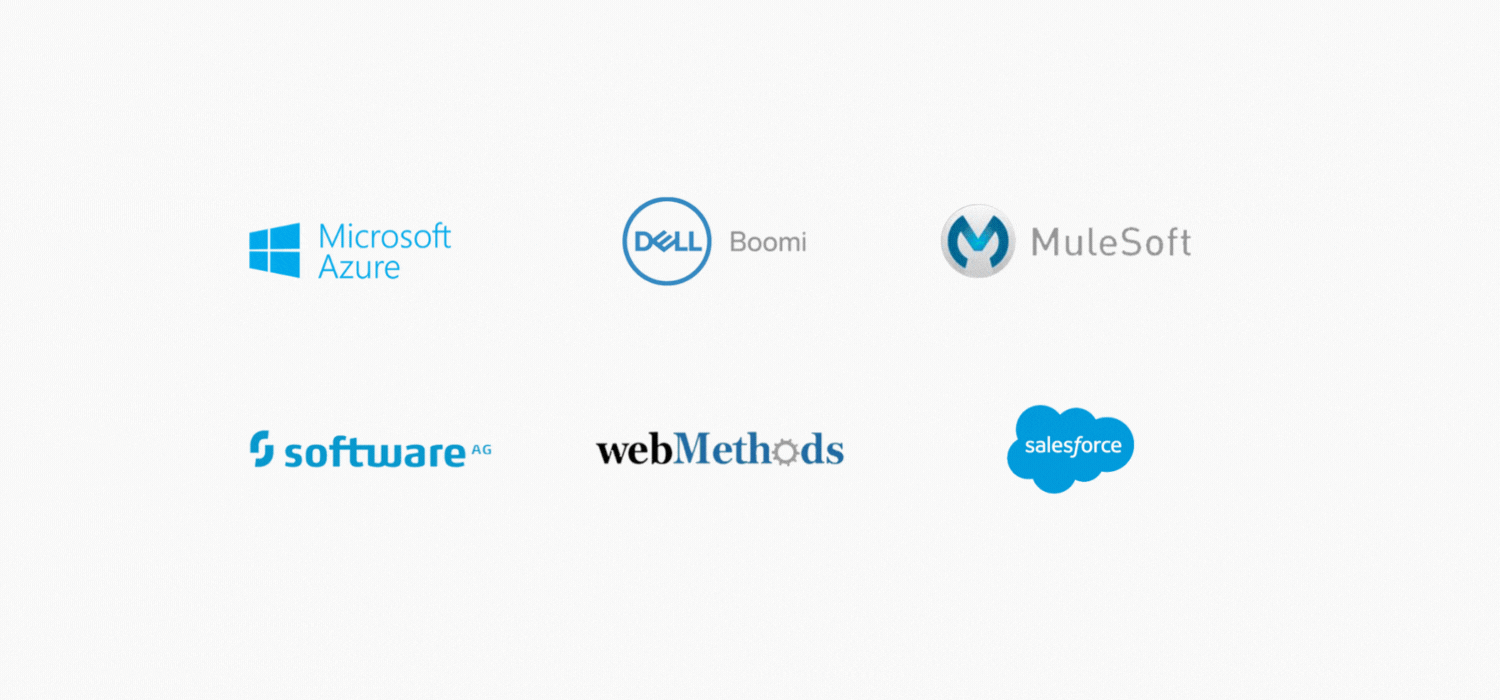 Microsoft
Azure
DELL Boomi
MuleSoft
software AG
webMethods
salesforce